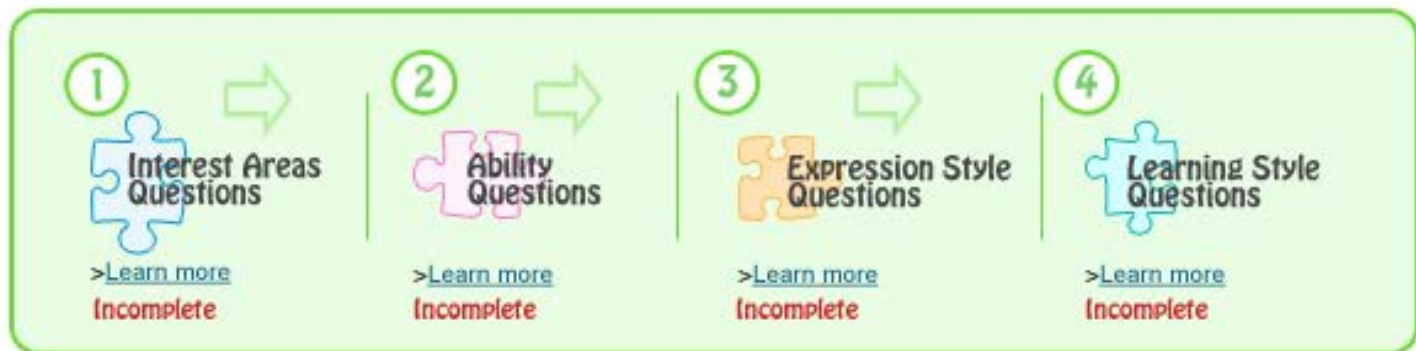 1
Interest Areas
Questions
>Learn more
Incomplete
2
Ability
Questions
>Learn more
Incomplete
3
Expression Style
Questions
>Learn more
Incomplete
4
Learning Style
Questions
>Learn more
Incomplete